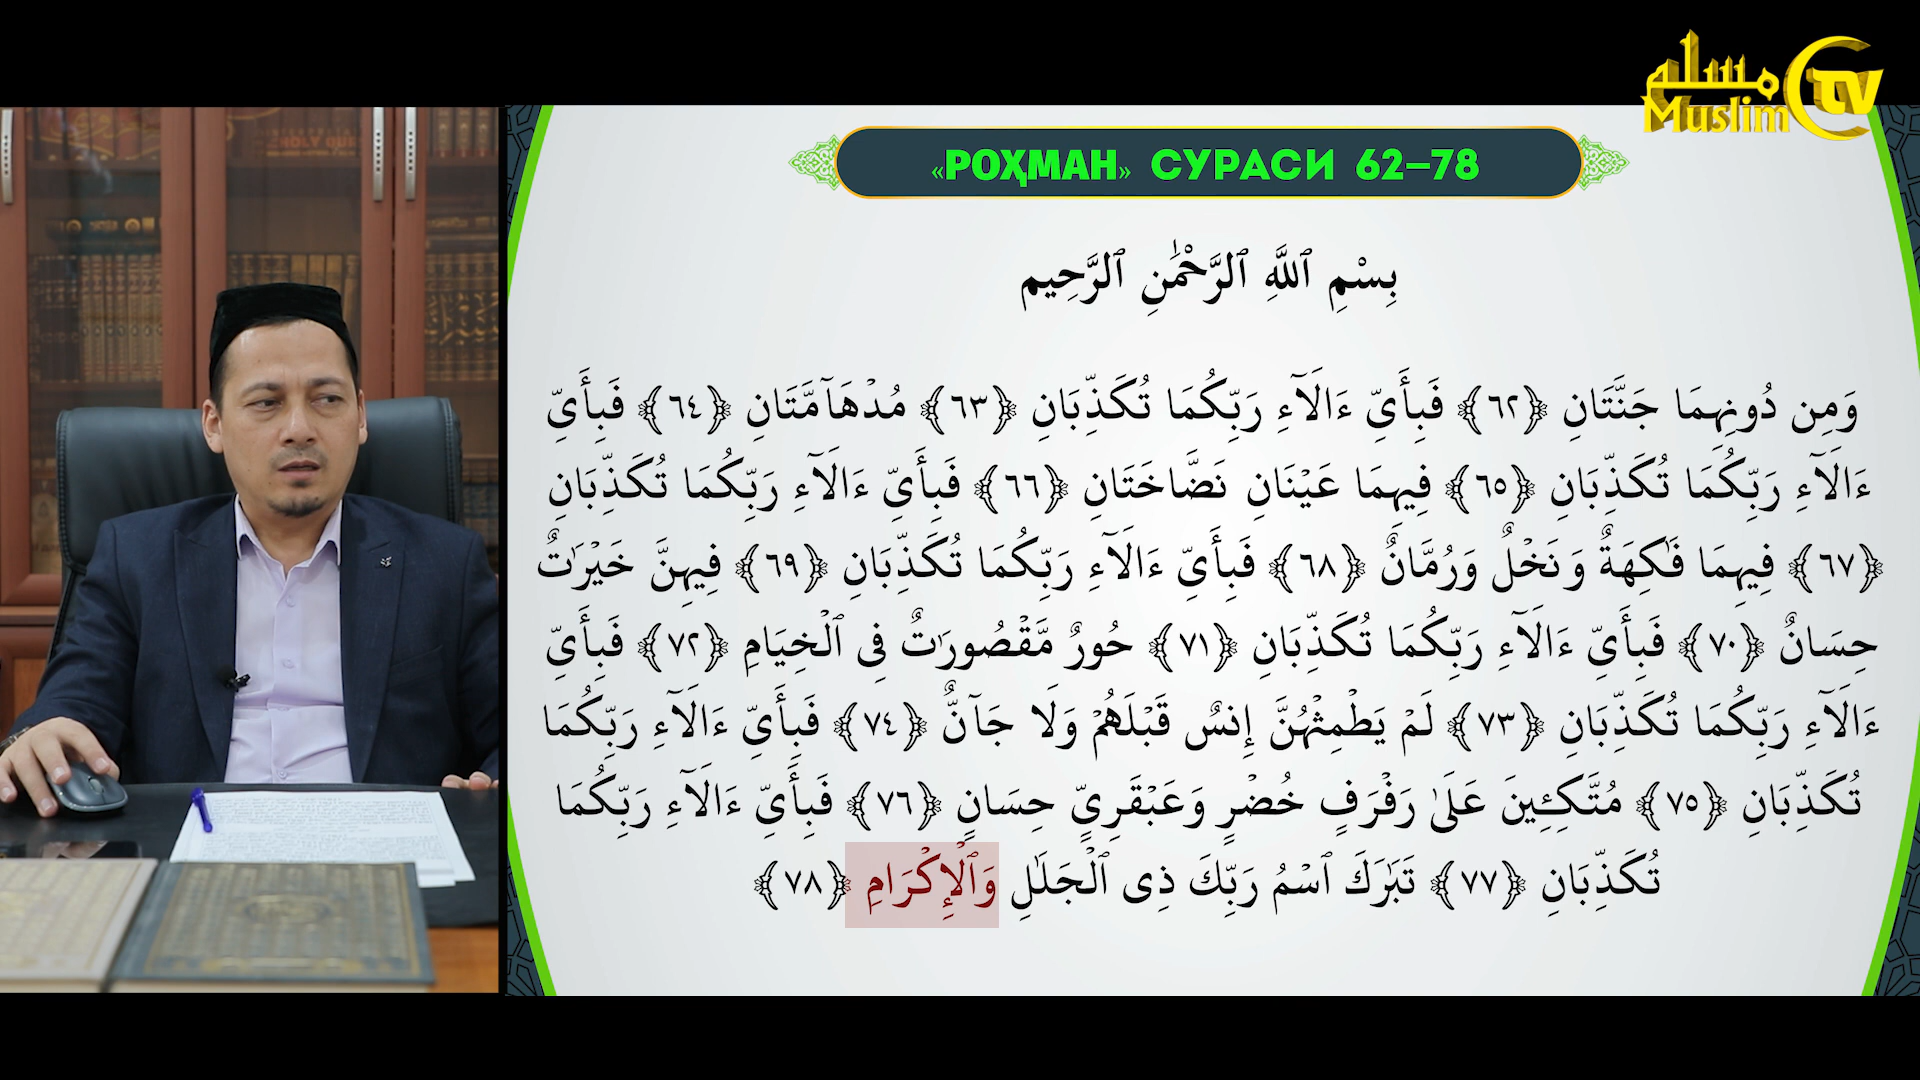 مسلم
Muslim TV
«РОҲМАН» СУРАСИ 62–78
بِسْمِ ٱللَّهِ ٱلرَّحْمَٰنِ ٱلرَّحِيم
وَمِن دُونِهِمَا جَنَّتَانِ ﴿٦٢﴾ فَبِأَيِّ ءَالَآءِ رَبِّكُمَا تُكَذِّبَانِ ﴿٦٣﴾ مُدْهَآمَّتَانِ ﴿٦٤﴾ فَبِأَيِّ
ءَالَآءِ رَبِّكُمَا تُكَذِّبَانِ ﴿٦٥﴾ فِيهِمَا عَيْنَانِ نَضَّاخَتَانِ ﴿٦٦﴾ فَبِأَيِّ ءَالَآءِ رَبِّكُمَا تُكَذِّبَانِ
﴿٦٧﴾ فِيهِمَا فَٰكِهَةٌ وَنَخْلٌ وَرُمَّانٌ ﴿٦٨﴾ فَبِأَيِّ ءَالَآءِ رَبِّكُمَا تُكَذِّبَانِ ﴿٦٩﴾ فِيهِنَّ خَيْرَٰتٌ
حِسَانٌ ﴿٧٠﴾ فَبِأَيِّ ءَالَآءِ رَبِّكُمَا تُكَذِّبَانِ ﴿٧١﴾ حُورٌ مَّقْصُورَٰتٌ فِى ٱلْخِيَامِ ﴿٧٢﴾ فَبِأَيِّ
ءَالَآءِ رَبِّكُمَا تُكَذِّبَانِ ﴿٧٣﴾ لَمْ يَطْمِثْهُنَّ إِنسٌ قَبْلَهُمْ وَلَا جَآنٌّ ﴿٧٤﴾ فَبِأَيِّ ءَالَآءِ رَبِّكُمَا
تُكَذِّبَانِ ﴿٧٥﴾ مُتَّكِـِٔينَ عَلَىٰ رَفْرَفٍ خُضْرٍ وَعَبْقَرِيٍّ حِسَانٍ ﴿٧٦﴾ فَبِأَيِّ ءَالَآءِ رَبِّكُمَا
تُكَذِّبَانِ ﴿٧٧﴾ تَبَٰرَكَ ٱسْمُ رَبِّكَ ذِى ٱلْجَلَٰلِ وَٱلْإِكْرَامِ ﴿٧٨﴾